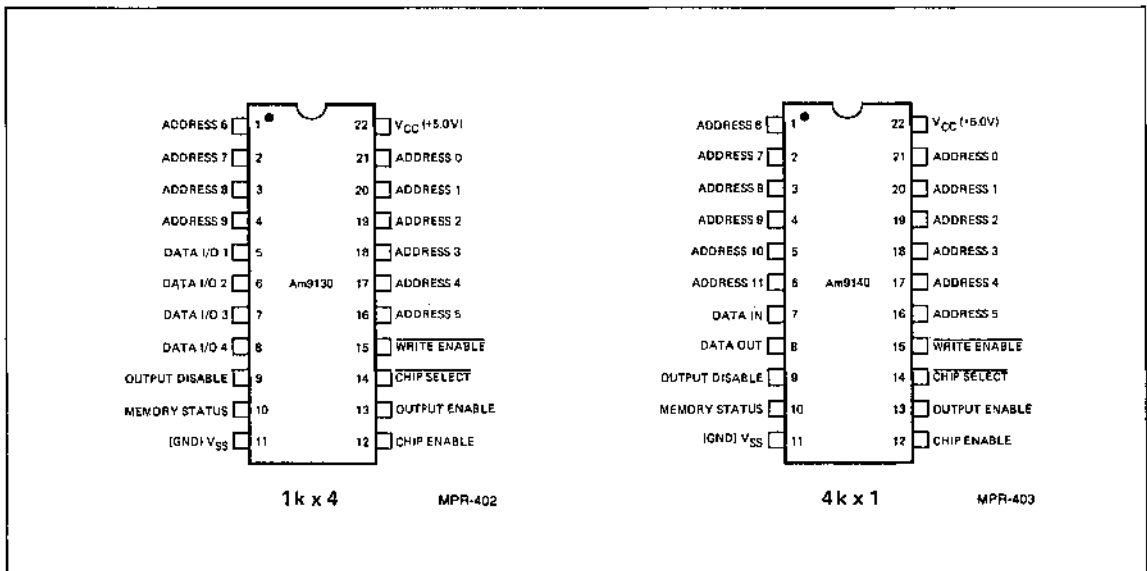 ADDRESS 6 1 22 VCC (+5.0V)
ADDRESS 7 2 21 ADDRESS 0
ADDRESS 8 3 20 ADDRESS 1
ADDRESS 9 4 19 ADDRESS 2
DATA I/O 1 5 18 ADDRESS 3
DATA I/O 2 6 Am9130 17 ADDRESS 4
DATA I/O 3 7 16 ADDRESS 5
DATA I/O 4 8 15 WRITE ENABLE
OUTPUT DISABLE 9 14 CHIP SELECT
MEMORY STATUS 10 13 OUTPUT ENABLE
(GND) VSS 11 12 CHIP ENABLE
1k x 4 MPR-402
ADDRESS 6 1 22 VCC (+5.0V)
ADDRESS 7 2 21 ADDRESS 0
ADDRESS 8 3 20 ADDRESS 1
ADDRESS 9 4 19 ADDRESS 2
ADDRESS 10 5 18 ADDRESS 3
ADDRESS 11 6 Am9140 17 ADDRESS 4
DATA IN 7 16 ADDRESS 5
DATA OUT 8 15 WRITE ENABLE
OUTPUT DISABLE 9 14 CHIP SELECT
MEMORY STATUS 10 13 OUTPUT ENABLE
(GND) VSS 11 12 CHIP ENABLE
4k x 1 MPR-403